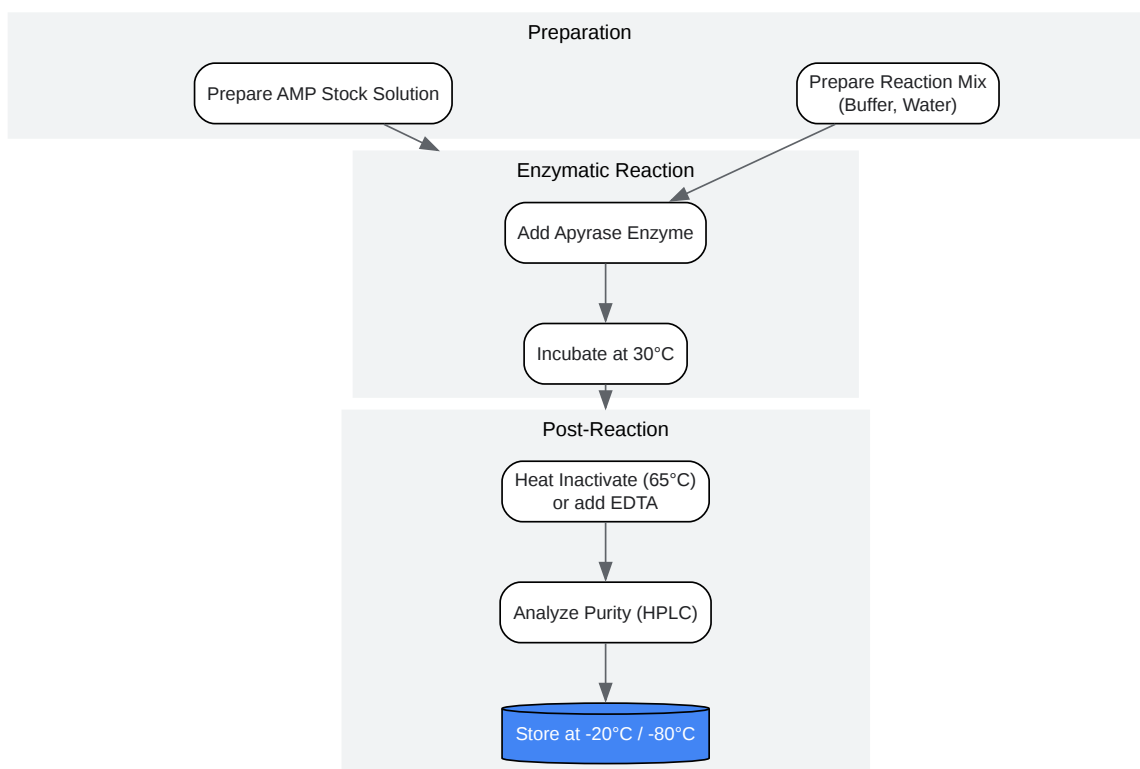 Preparation
Prepare AMP Stock Solution
Prepare Reaction Mix
(Buffer, Water)
Enzymatic Reaction
Add Apyrase Enzyme
Incubate at 30°C
Post-Reaction
Heat Inactivate (65°C)
or add EDTA
Analyze Purity (HPLC)
Store at -20°C / -80°C